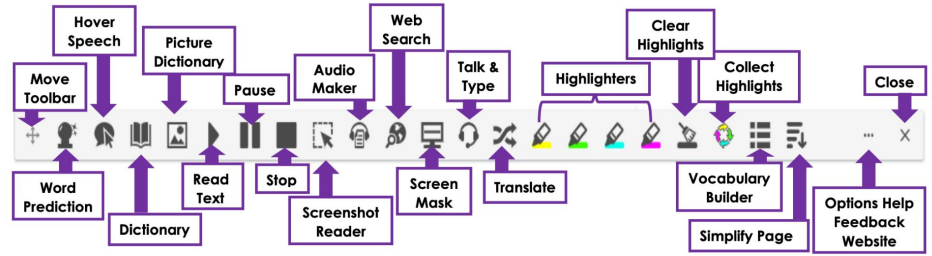 Hover
Speech
Web
Search
Clear
Highlights
Picture
Dictionary
Move
Toolbar
Pause
Audio
Maker
Talk &
Type
Highlighters
Collect
Highlights
Close
Word
Prediction
Dictionary
Read
Text
Stop
Screenshot
Reader
Screen
Mask
Translate
Vocabulary
Builder
Simplify Page
Options Help
Feedback
Website